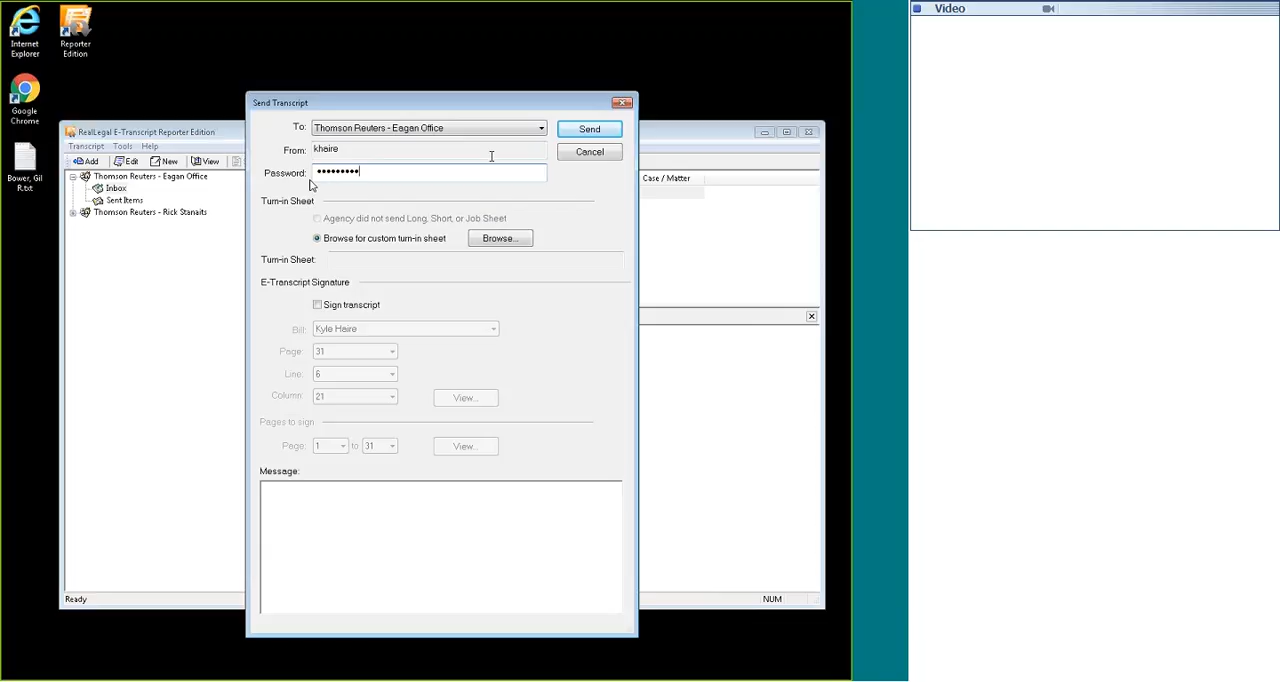 Internet
Explorer
Reporter
Edition
Google
Chrome
Bower, Gil
R.txt
Video
RealLegal E-Transcript Reporter Edition
Transcript Tools Help
Add Edit New View
Thomson Reuters - Eagan Office
Inbox
Sent Items
Thomson Reuters - Rick Stanaits
Case / Matter
Ready
NUM
Send Transcript
To: Thomson Reuters - Eagan Office
Send
From: khaire
Cancel
Password: •••••••••
Turn-in Sheet
Agency did not send Long, Short, or Job Sheet
Browse for custom turn-in sheet
Browse...
Turn-in Sheet:
E-Transcript Signature
Sign transcript
Bill: Kyle Haire
Page: 31
Line: 6
Column: 21
View...
Pages to sign
Page: 1 to 31
View...
Message: